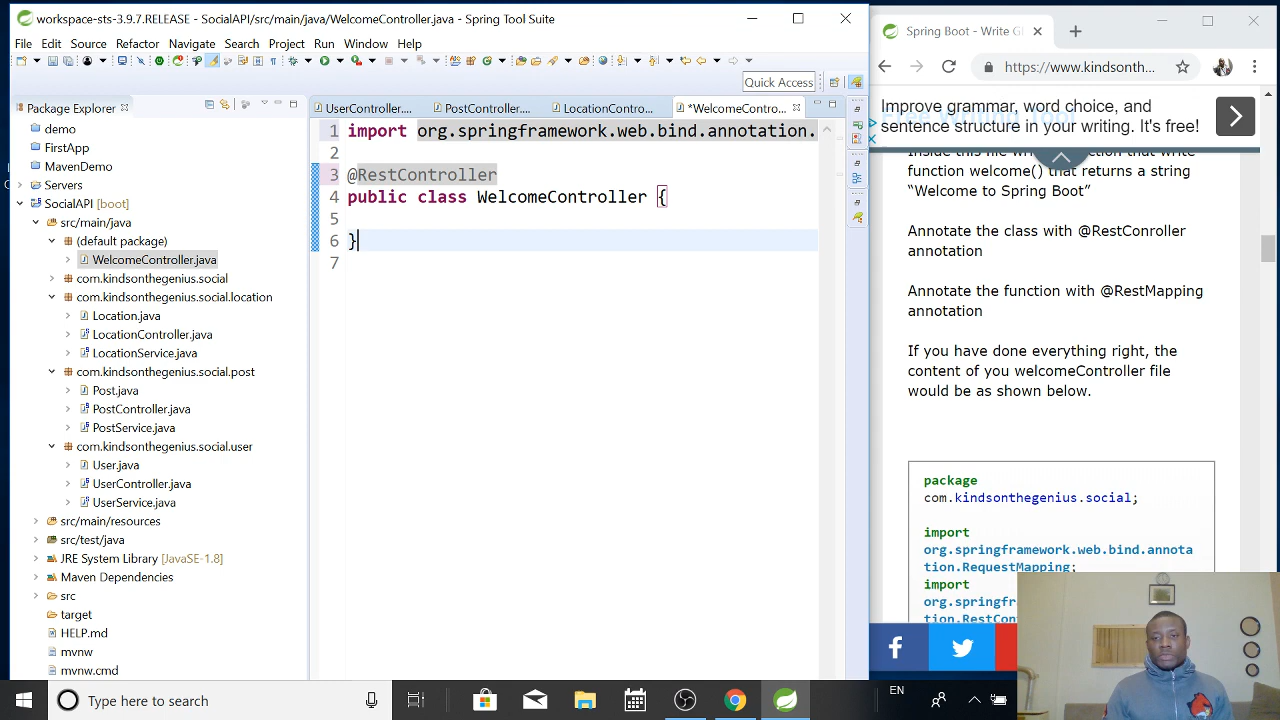 workspace-sts-3.9.7.RELEASE - SocialAPI/src/main/java/WelcomeController.java - Spring Tool Suite
File Edit Source Refactor Navigate Search Project Run Window Help
Quick Access
Package Explorer
demo
FirstApp
MavenDemo
Servers
SocialAPI [boot]
src/main/java
(default package)
WelcomeController.java
com.kindsonthegenius.social
com.kindsonthegenius.social.location
Location.java
LocationController.java
LocationService.java
com.kindsonthegenius.social.post
Post.java
PostController.java
PostService.java
com.kindsonthegenius.social.user
User.java
UserController.java
UserService.java
src/main/resources
src/test/java
JRE System Library [JavaSE-1.8]
Maven Dependencies
src
target
HELP.md
mvnw
mvnw.cmd
UserController.... PostController.... LocationContro... *WelcomeContro...
1 import org.springframework.web.bind.annotation.
2
3 @RestController
4 public class WelcomeController {
5
6 }
7
Spring Boot - Write G
https://www.kindsonth...
Improve grammar, word choice, and
sentence structure in your writing. It's free!
Free Writing Tool
function welcome() that returns a string
“Welcome to Spring Boot”
Annotate the class with @RestConroller
annotation
Annotate the function with @RestMapping
annotation
If you have done everything right, the
content of you welcomeController file
would be as shown below.
package
com.kindsonthegenius.social;
import
org.springframework.web.bind.annota
tion.RequestMapping;
import
org.springfr
tion.RestCon
Type here to search
EN